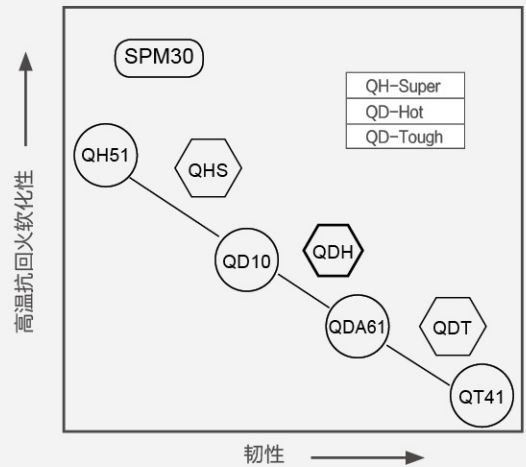 SPM30
QH-Super
QD-Hot
QD-Tough
QH51
QHS
QD10
QDH
QDA61
QDT
QT41
高温抗回火软化性
韧性